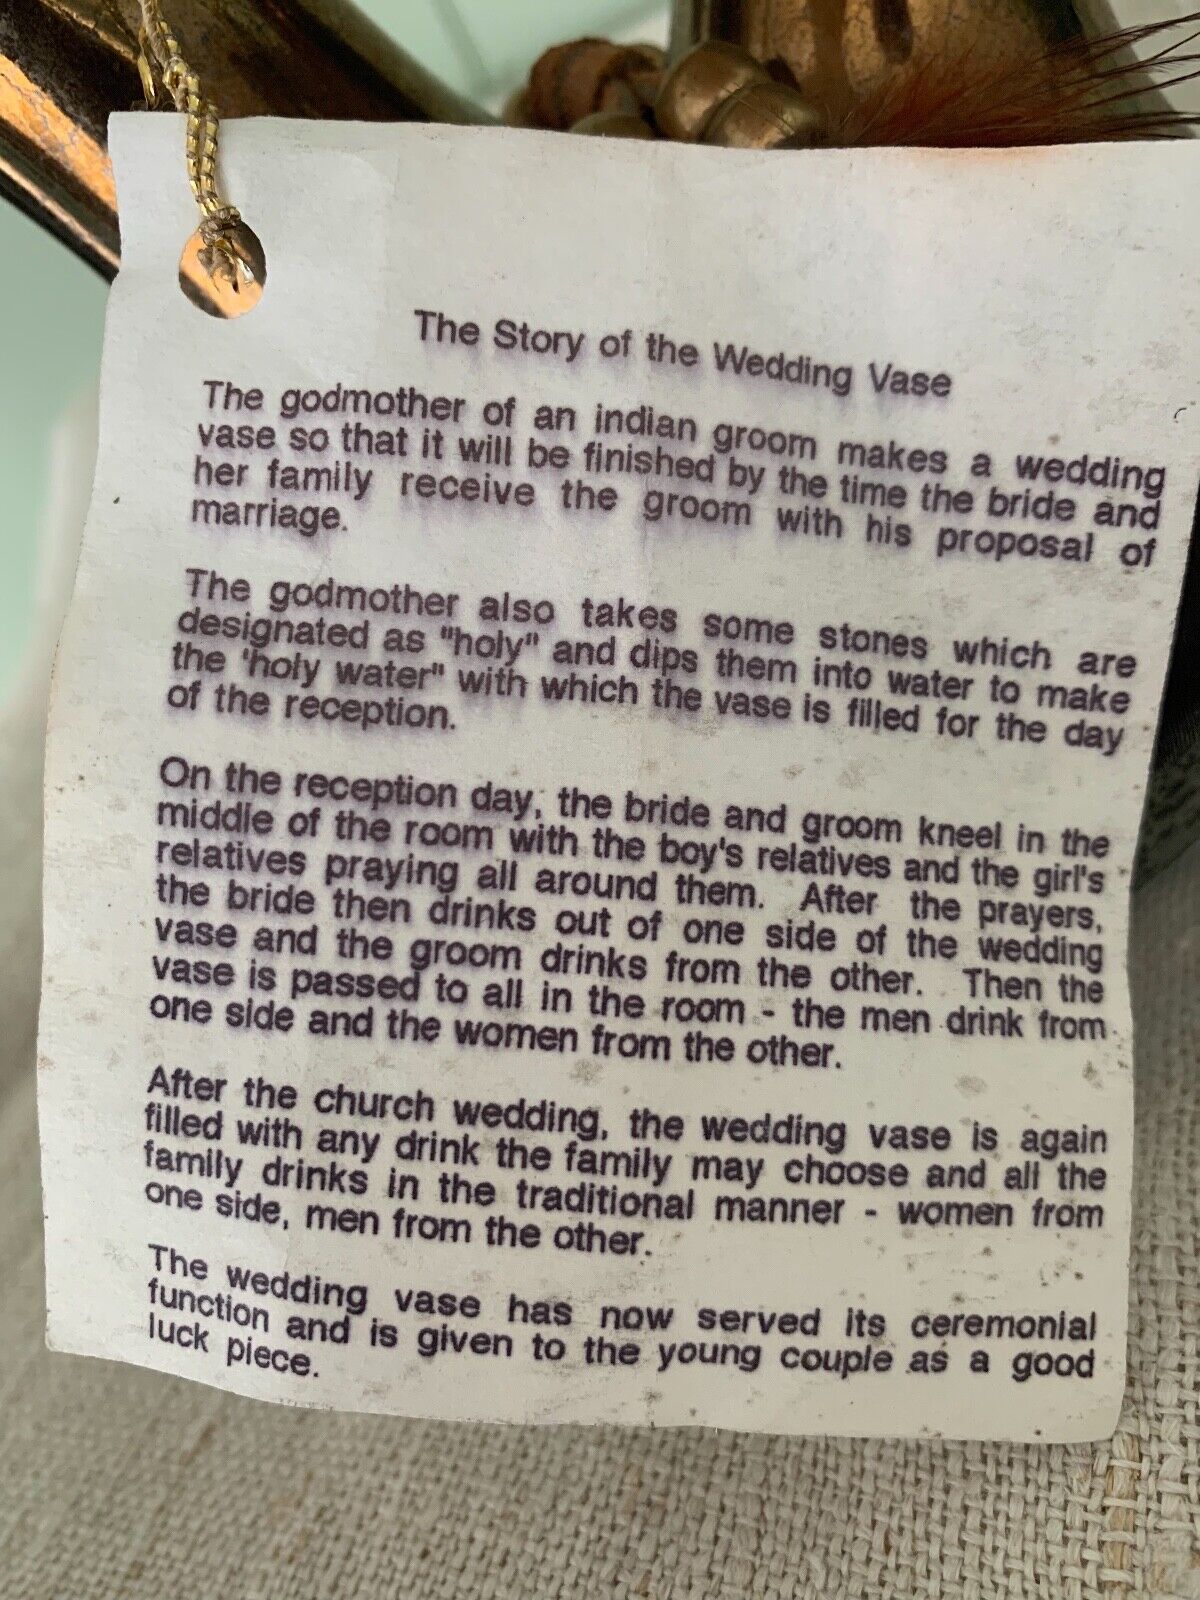 The Story of the Wedding Vase
The godmother of an indian groom makes a wedding
vase so that it will be finished by the time the bride and
her family receive the groom with his proposal of
marriage.
The godmother also takes some stones which are
designated as "holy" and dips them into water to make
the 'holy water" with which the vase is filled for the day
of the reception.
On the reception day, the bride and groom kneel in the
middle of the room with the boy's relatives and the girl's
relatives praying all around them. After the prayers,
the bride then drinks out of one side of the wedding
vase and the groom drinks from the other. Then the
vase is passed to all in the room - the men drink from
one side and the women from the other.
After the church wedding, the wedding vase is again
filled with any drink the family may choose and all the
family drinks in the traditional manner - women from
one side, men from the other.
The wedding vase has now served its ceremonial
function and is given to the young couple as a good
luck piece.